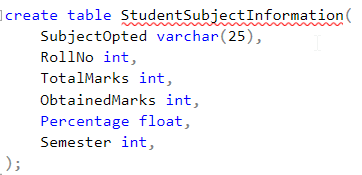 create table StudentSubjectInformation(
SubjectOpted varchar(25),
RollNo int,
TotalMarks int,
ObtainedMarks int,
Percentage float,
Semester int,
);